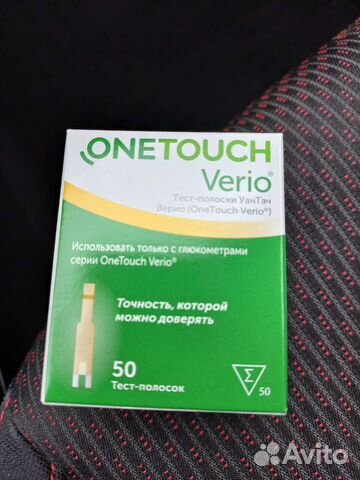 ONETOUCH
Verio®
Тест-полоски УанТач
Верио (OneTouch Verio®)
Использовать только с глюкометрами
серии OneTouch Verio®
Точность, которой
можно доверять
50
Тест-полосок
Σ
50
Avito